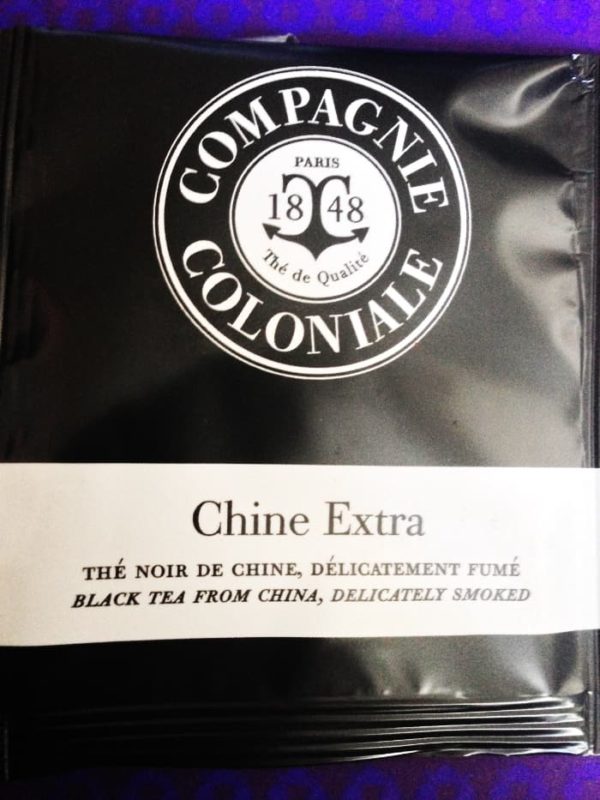 COMPAGNIE
PARIS
18 48
Thé de Qualité
COLONIALE
Chine Extra
THÉ NOIR DE CHINE, DÉLICATEMENT FUMÉ
BLACK TEA FROM CHINA, DELICATELY SMOKED